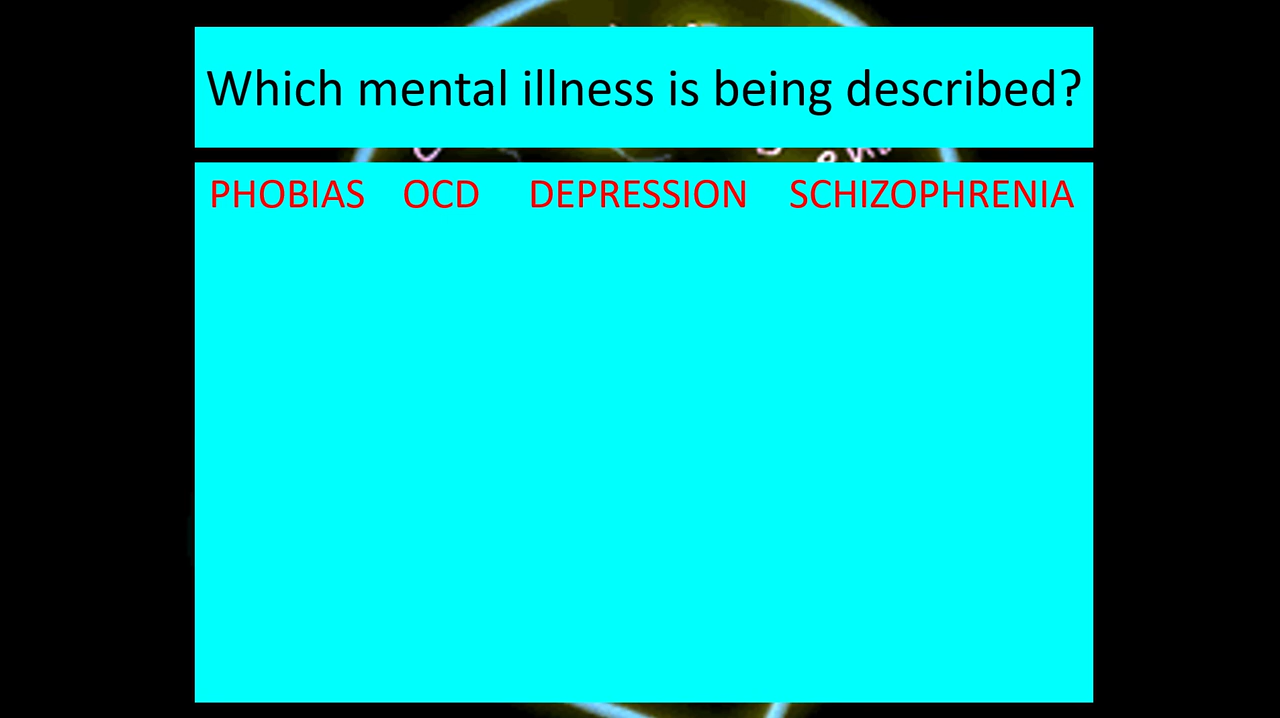 Which mental illness is being described?
PHOBIAS OCD DEPRESSION SCHIZOPHRENIA